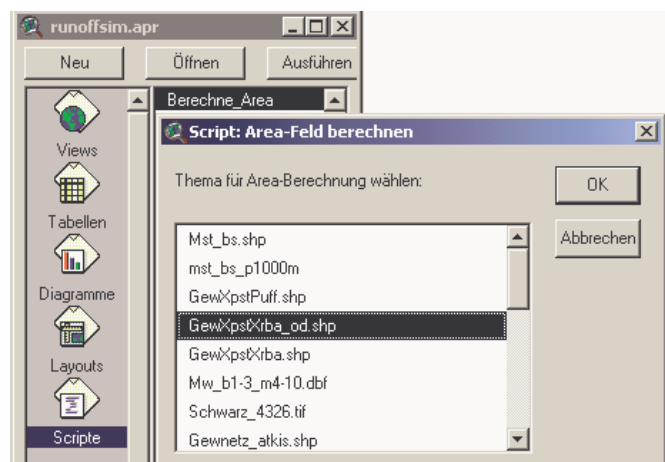 runoffsim.apr
Neu
Öffnen
Ausführen
Berechne_Area
Views
Tabellen
Diagramme
Layouts
Scripte
Script: Area-Feld berechnen
Thema für Area-Berechnung wählen:
OK
Abbrechen
Mst_bs.shp
mst_bs_p1000m
GewXpstPuff.shp
GewXpstXrba_od.shp
GewXpstXrba.shp
Mw_b1-3_m4-10.dbf
Schwarz_4326.tif
Gewnetz_atkis.shp